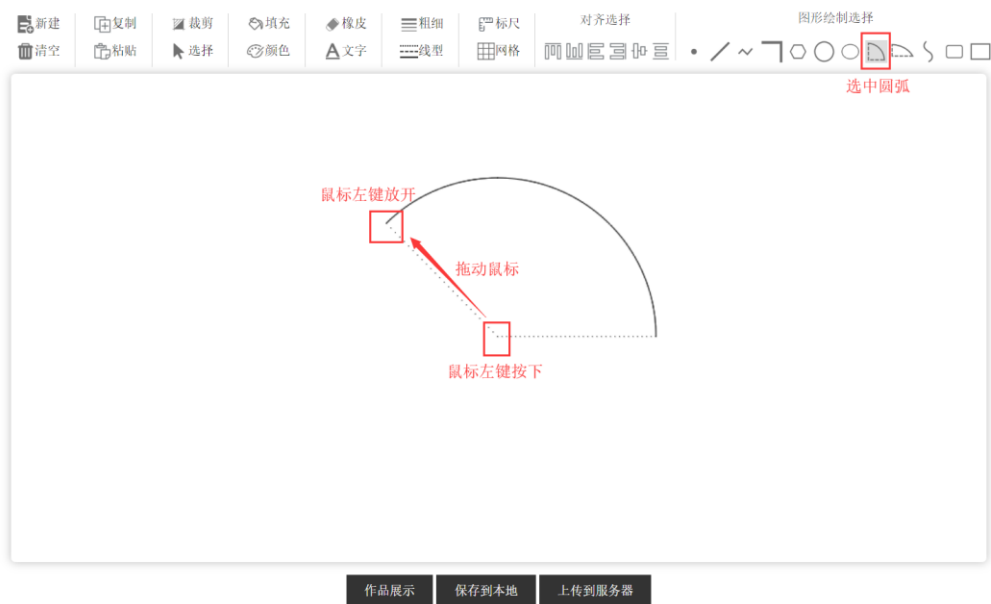 新建 复制 裁剪 填充 橡皮 粗细 标尺 对齐选择 图形绘制选择
清空 粘贴 选择 颜色 文字 线型 网格
选中圆弧
鼠标左键放开
拖动鼠标
鼠标左键按下
作品展示 保存到本地 上传到服务器